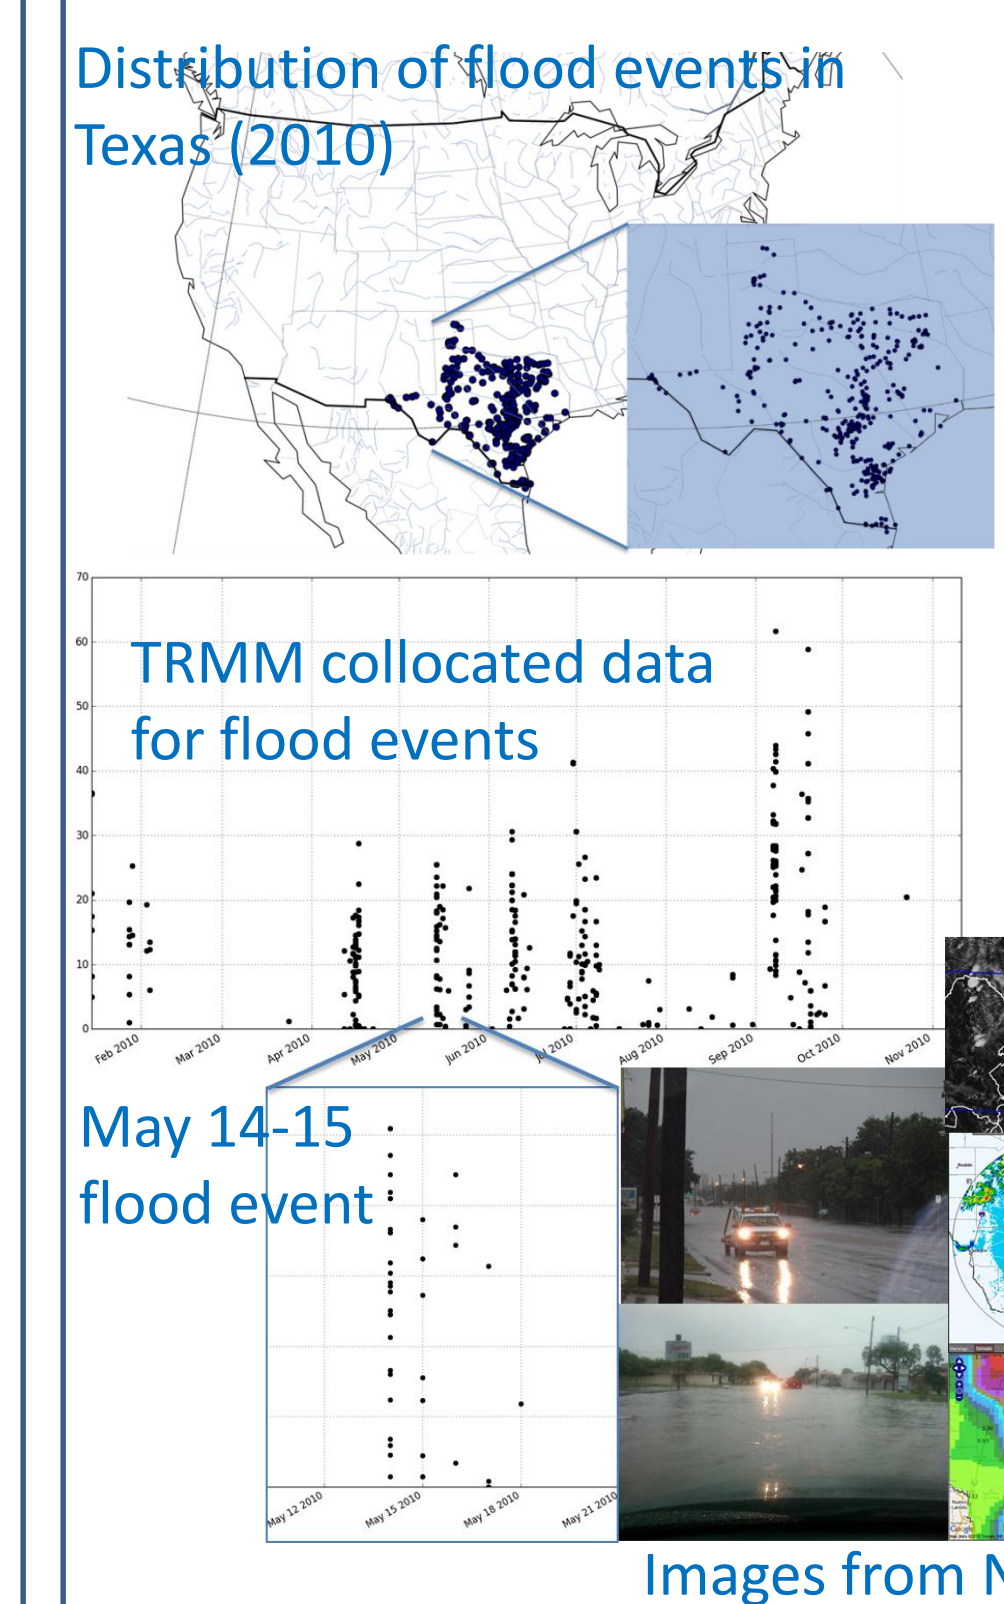 Distribution of flood events in
Texas (2010)
70
60
50
40
30
20
10
0
TRMM collocated data
for flood events
Feb 2010
Mar 2010
Apr 2010
May 2010
Jun 2010
Jul 2010
Aug 2010
Sep 2010
Oct 2010
Nov 2010
May 14-15
flood event
May 12 2010
May 15 2010
May 18 2010
May 21 2010
Google
Images from N